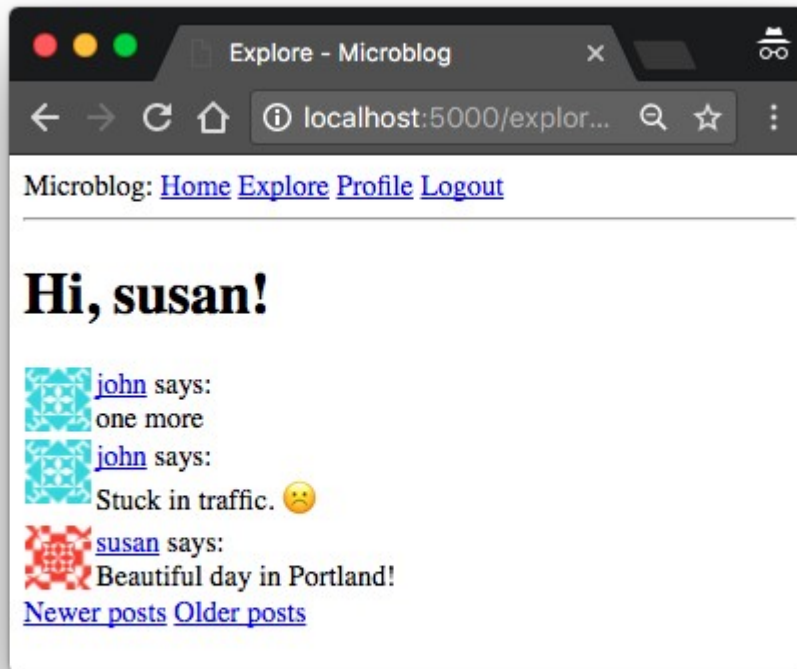 Explore - Microblog
localhost:5000/explor...
Microblog: Home Explore Profile Logout
Hi, susan!
john says:
one more
john says:
Stuck in traffic. ☹️
susan says:
Beautiful day in Portland!
Newer posts Older posts